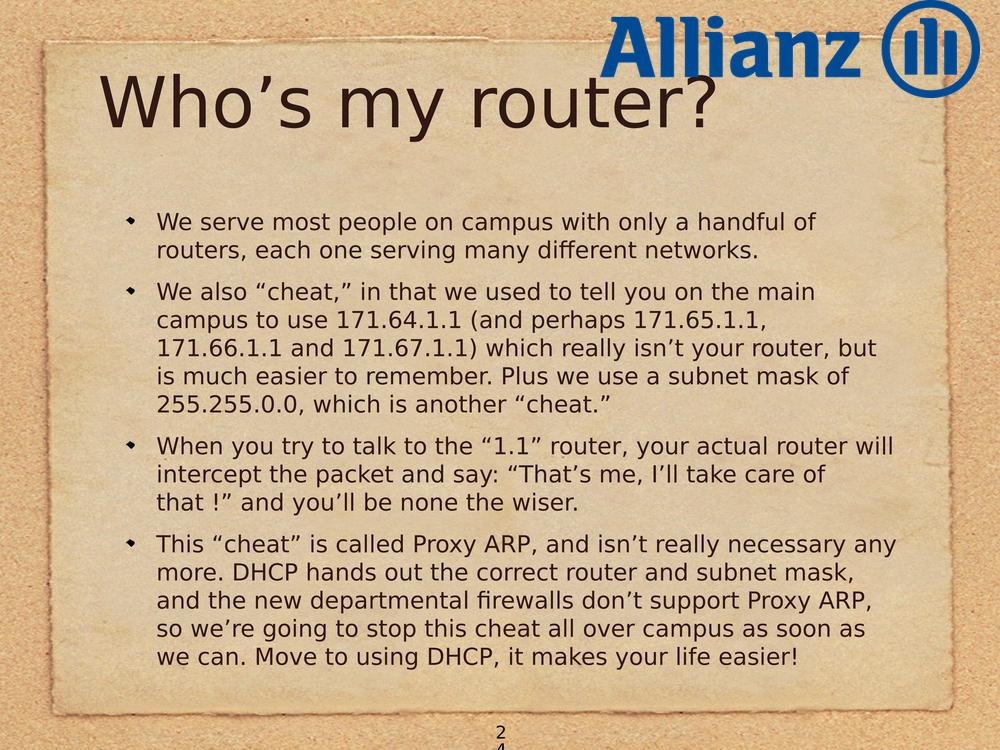 Allianz
Who’s my router?
We serve most people on campus with only a handful of
routers, each one serving many different networks.
We also “cheat,” in that we used to tell you on the main
campus to use 171.64.1.1 (and perhaps 171.65.1.1,
171.66.1.1 and 171.67.1.1) which really isn’t your router, but
is much easier to remember. Plus we use a subnet mask of
255.255.0.0, which is another “cheat.”
When you try to talk to the “1.1” router, your actual router will
intercept the packet and say: “That’s me, I’ll take care of
that !” and you’ll be none the wiser.
This “cheat” is called Proxy ARP, and isn’t really necessary any
more. DHCP hands out the correct router and subnet mask,
and the new departmental firewalls don’t support Proxy ARP,
so we’re going to stop this cheat all over campus as soon as
we can. Move to using DHCP, it makes your life easier!
2
4